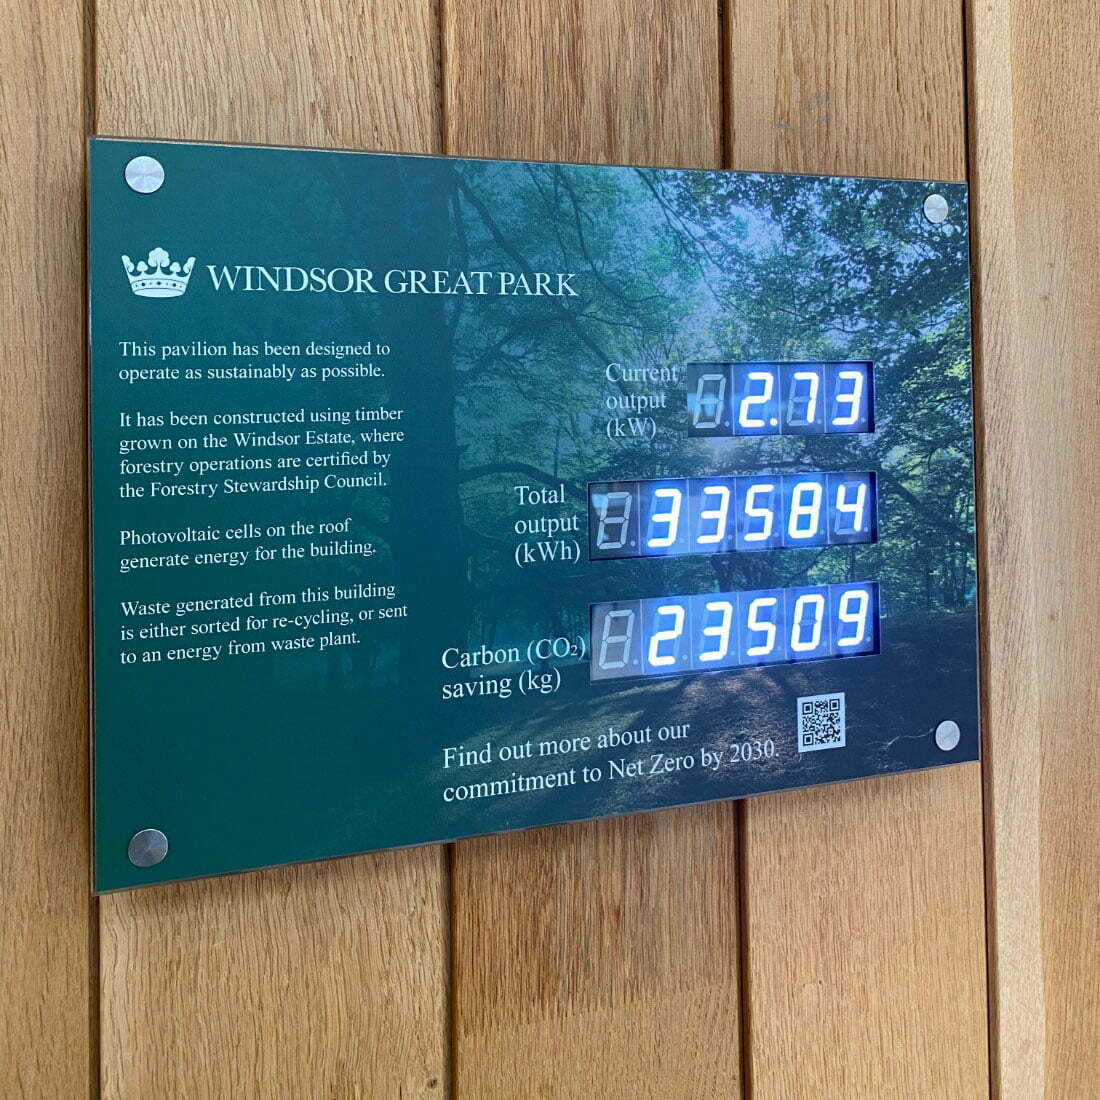 WINDSOR GREAT PARK
This pavilion has been designed to
operate as sustainably as possible.
It has been constructed using timber
grown on the Windsor Estate, where
forestry operations are certified by
the Forestry Stewardship Council.
Photovoltaic cells on the roof
generate energy for the building.
Waste generated from this building
is either sorted for re-cycling, or sent
to an energy from waste plant.
Current
output
(kW)
2.73
Total
output
(kWh)
33584
Carbon (CO₂)
saving (kg)
23509
Find out more about our
commitment to Net Zero by 2030.